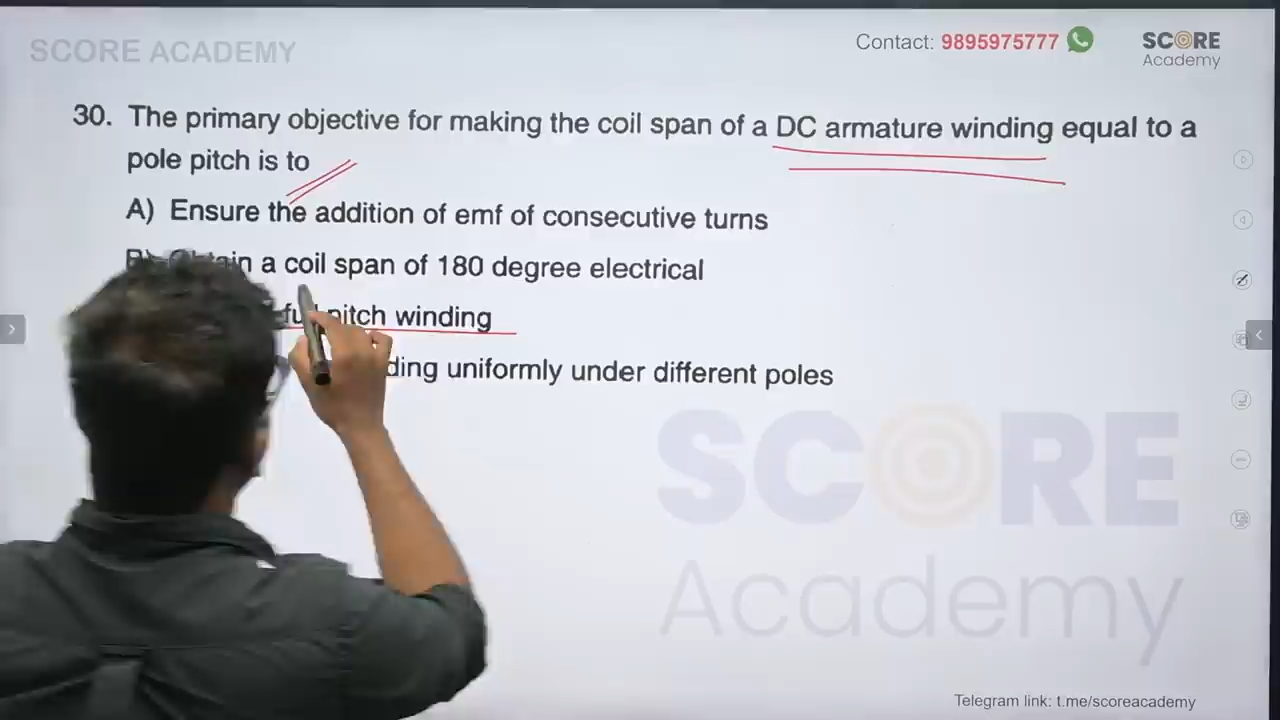 SCORE ACADEMY
Contact: 9895975777
SCORE
Academy
30. The primary objective for making the coil span of a DC armature winding equal to a
pole pitch is to
A) Ensure the addition of emf of consecutive turns
a coil span of 180 degree electrical
pitch winding
uniformly under different poles
SCORE
Academy
Telegram link: t.me/scoreacademy